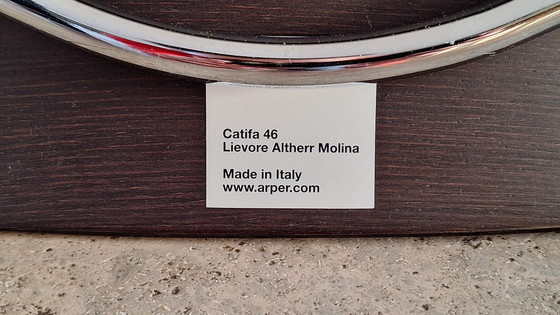 Catifa 46
Lievore Altherr Molina
Made in Italy
www.arper.com